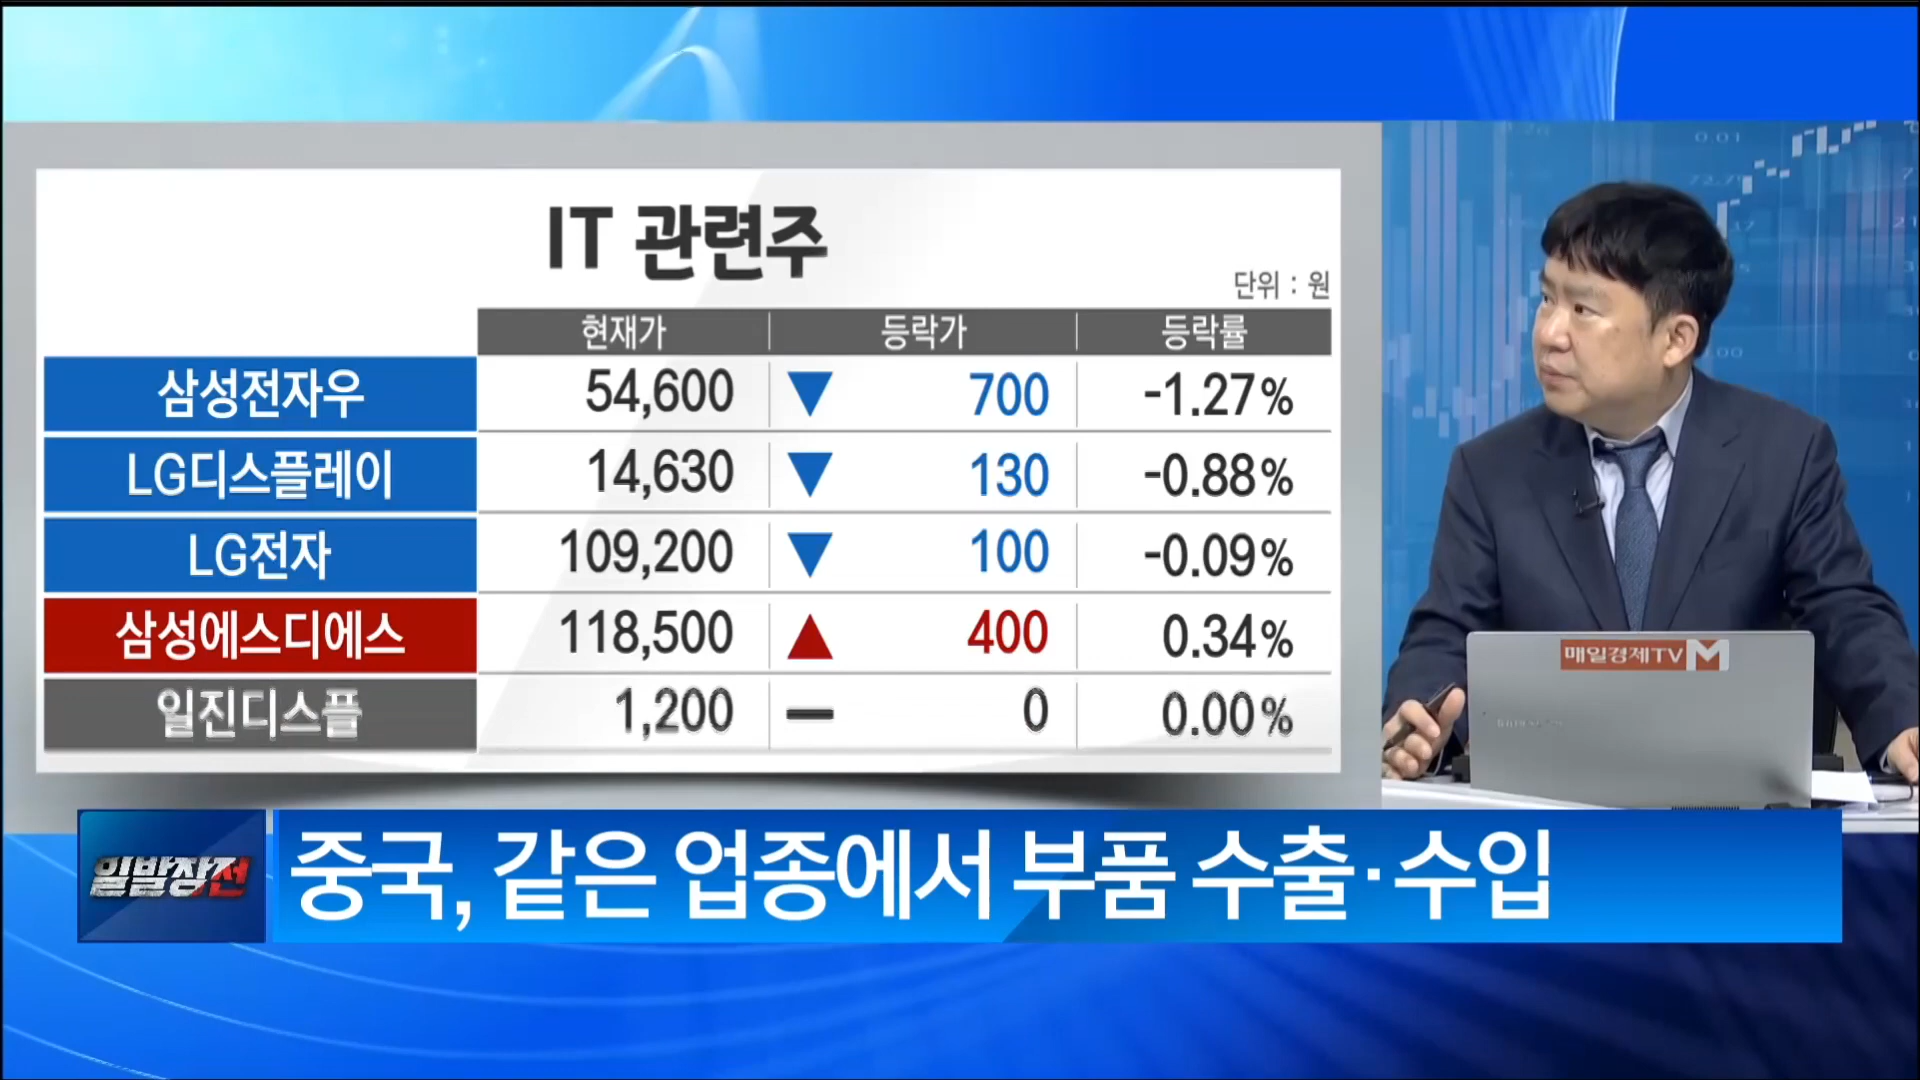 IT 관련주
단위 : 원
현재가 등락가 등락률
삼성전자우 54,600 ▼ 700 -1.27%
LG디스플레이 14,630 ▼ 130 -0.88%
LG전자 109,200 ▼ 100 -0.09%
삼성에스디에스 118,500 ▲ 400 0.34%
일진디스플 1,200 - 0 0.00%
매일경제TV M
일발장전
중국, 같은 업종에서 부품 수출·수입